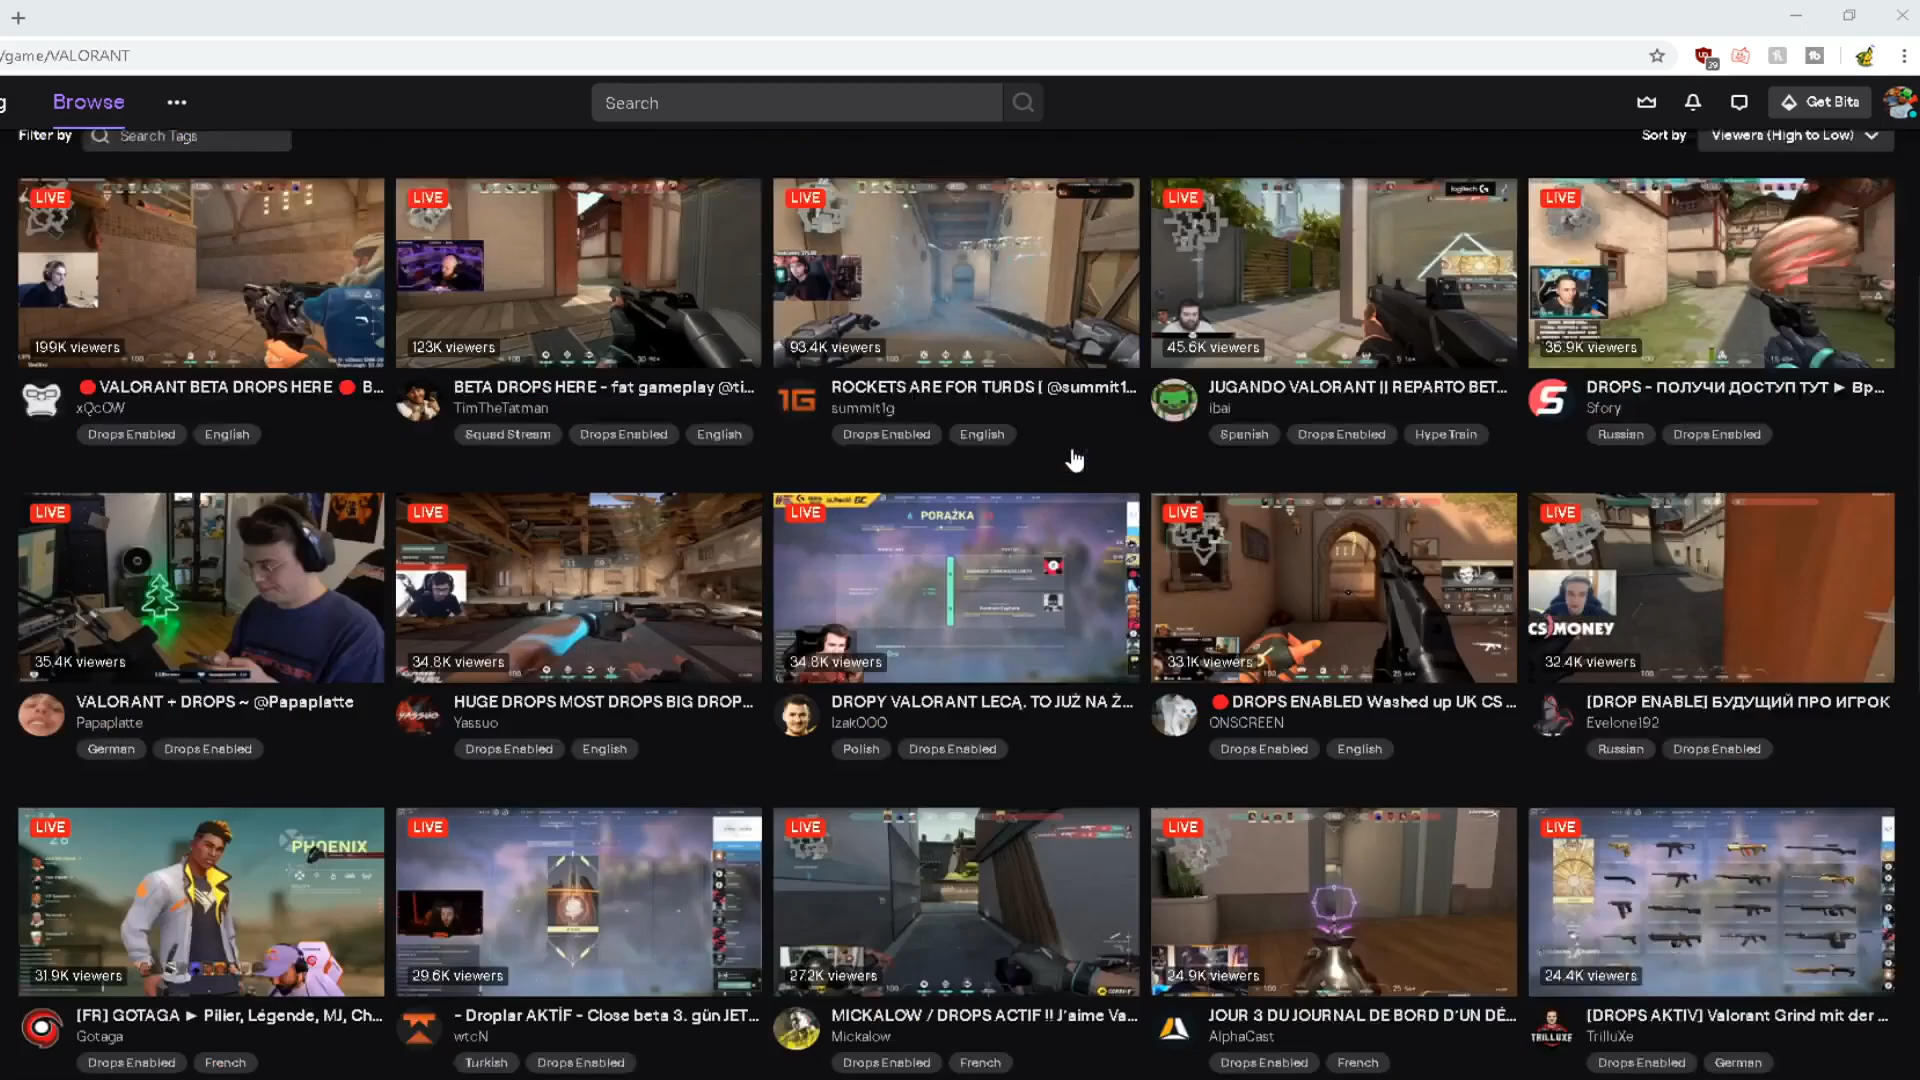 /game/VALORANT
39
g
Browse
Search
Get Bits
Filter by
Search Tags
Sort by
Viewers (High to Low)
LIVE
LIVE
LIVE
LIVE
LIVE
logitech G
199K viewers
123K viewers
93.4K viewers
45.6K viewers
36.9K viewers
VALORANT BETA DROPS HERE 🔴 B...
xQcOW
Drops Enabled
English
BETA DROPS HERE - fat gameplay @ti...
TimTheTatman
Squad Stream
Drops Enabled
English
1G
ROCKETS ARE FOR TURDS [ @summit1...
summit1g
Drops Enabled
English
JUGANDO VALORANT || REPARTO BET...
ibai
Spanish
Drops Enabled
Hype Train
DROPS - ПОЛУЧИ ДОСТУП ТУТ ► Вр...
Sfory
Russian
Drops Enabled
LIVE
LIVE
LIVE
LIVE
LIVE
PORAŻKA
CS MONEY
35.4K viewers
34.8K viewers
34.8K viewers
33.1K viewers
32.4K viewers
VALORANT + DROPS ~ @Papaplatte
Papaplatte
German
Drops Enabled
YASSUO
HUGE DROPS MOST DROPS BIG DROP...
Yassuo
Drops Enabled
English
DROPY VALORANT LECĄ, TO JUŻ NA Ż...
IzakOOO
Polish
Drops Enabled
DROPS ENABLED Washed up UK CS ...
ONSCREEN
Drops Enabled
English
[DROP ENABLE] БУДУЩИЙ ПРО ИГРОК
Evelone192
Russian
Drops Enabled
LIVE
LIVE
LIVE
LIVE
LIVE
PHOENIX
31.9K viewers
29.6K viewers
27.2K viewers
24.9K viewers
24.4K viewers
[FR] GOTAGA ► Pilier, Légende, MJ, Ch...
Gotaga
Drops Enabled
French
- Droplar AKTİF - Close beta 3. gün JET...
wtcN
Turkish
Drops Enabled
MICKALOW / DROPS ACTIF !! J'aime Va...
Mickalow
Drops Enabled
French
JOUR 3 DU JOURNAL DE BORD D'UN DÉ...
AlphaCast
Drops Enabled
French
TRILLUXE
[DROPS AKTIV] Valorant Grind mit der ...
TrilluXe
Drops Enabled
German